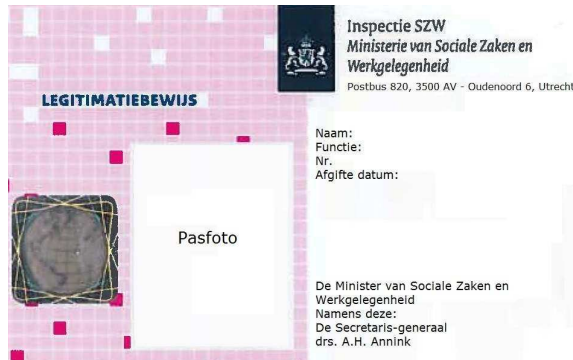 Inspectie SZW
Ministerie van Sociale Zaken en
Werkgelegenheid
Postbus 820, 3500 AV - Oudenoord 6, Utrecht
LEGITIMATIEBEWIJS
Naam:
Functie:
Nr.
Afgifte datum:
Pasfoto
De Minister van Sociale Zaken en
Werkgelegenheid
Namens deze:
De Secretaris-generaal
drs. A.H. Annink